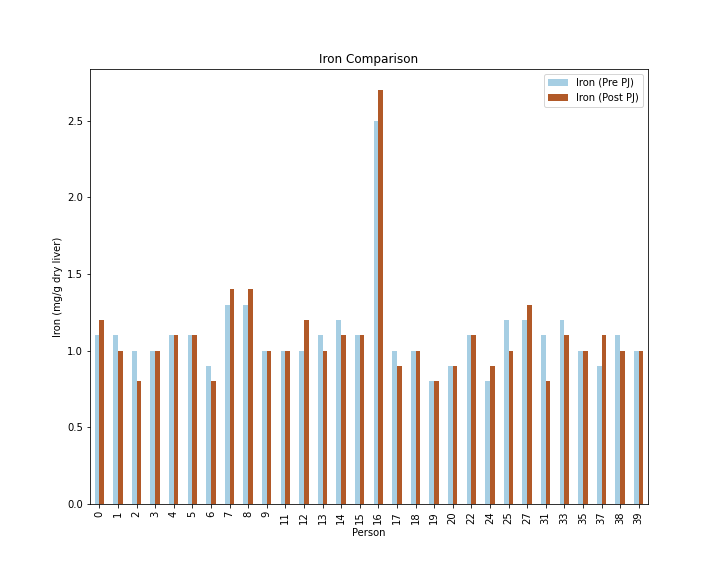 Iron Comparison
Iron (Pre PJ)
Iron (Post PJ)
Iron (mg/g dry liver)
2.5
2.0
1.5
1.0
0.5
0.0
0 1 2 3 4 5 6 7 8 9 11 12 13 14 15 16 17 18 19 20 22 24 25 27 31 33 35 37 38 39
Person